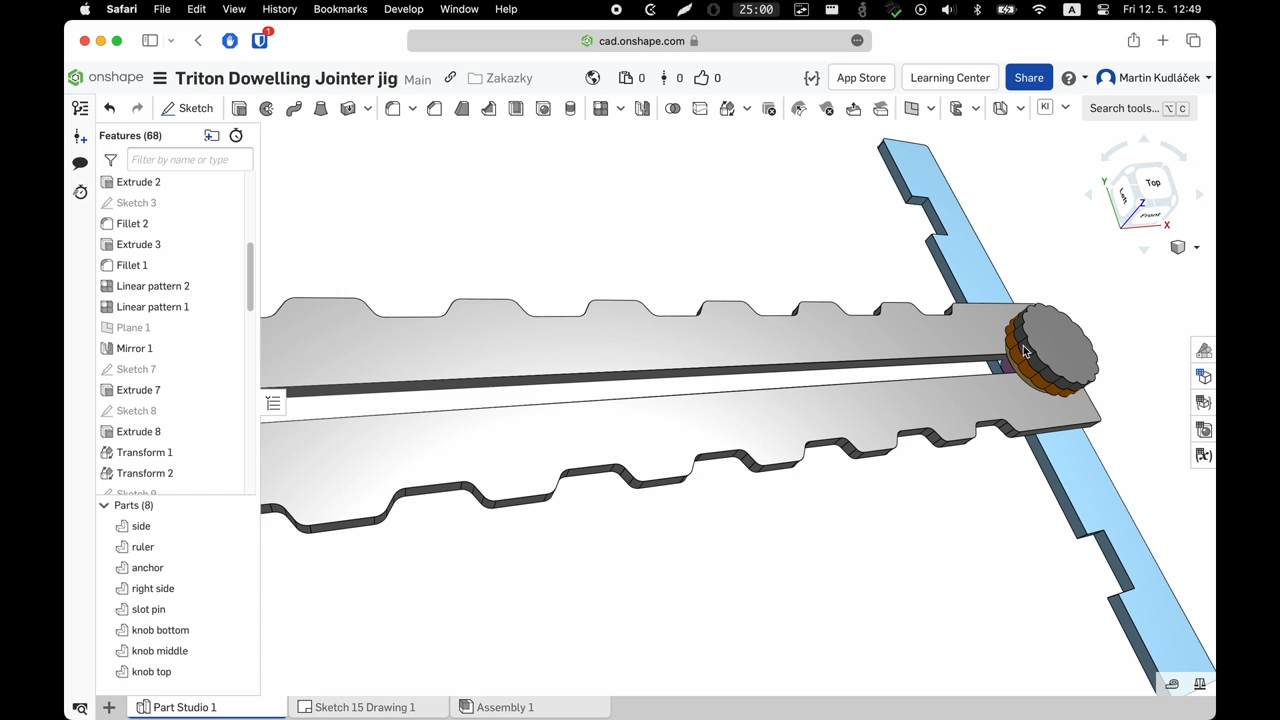 Safari File Edit View History Bookmarks Develop Window Help 25:00 A Fri 12. 5. 12:49
1 cad.onshape.com
onshape Triton Dowelling Jointer jig Main Zakazky 0 0 0 App Store Learning Center Share Martin Kudláček
Sketch KI Search tools... ⌥ C
Features (68)
Filter by name or type
Extrude 2
Sketch 3
Fillet 2
Extrude 3
Fillet 1
Linear pattern 2
Linear pattern 1
Plane 1
Mirror 1
Sketch 7
Extrude 7
Sketch 8
Extrude 8
Transform 1
Transform 2
Sketch 9
Parts (8)
side
ruler
anchor
right side
slot pin
knob bottom
knob middle
knob top
Top
Left
Front
Y
Z
X
Part Studio 1 Sketch 15 Drawing 1 Assembly 1